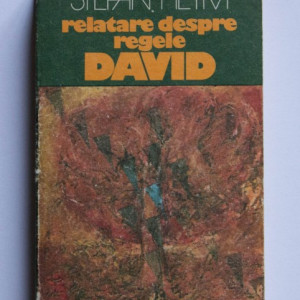 STEFAN HEYM
relatare despre
regele
DAVID